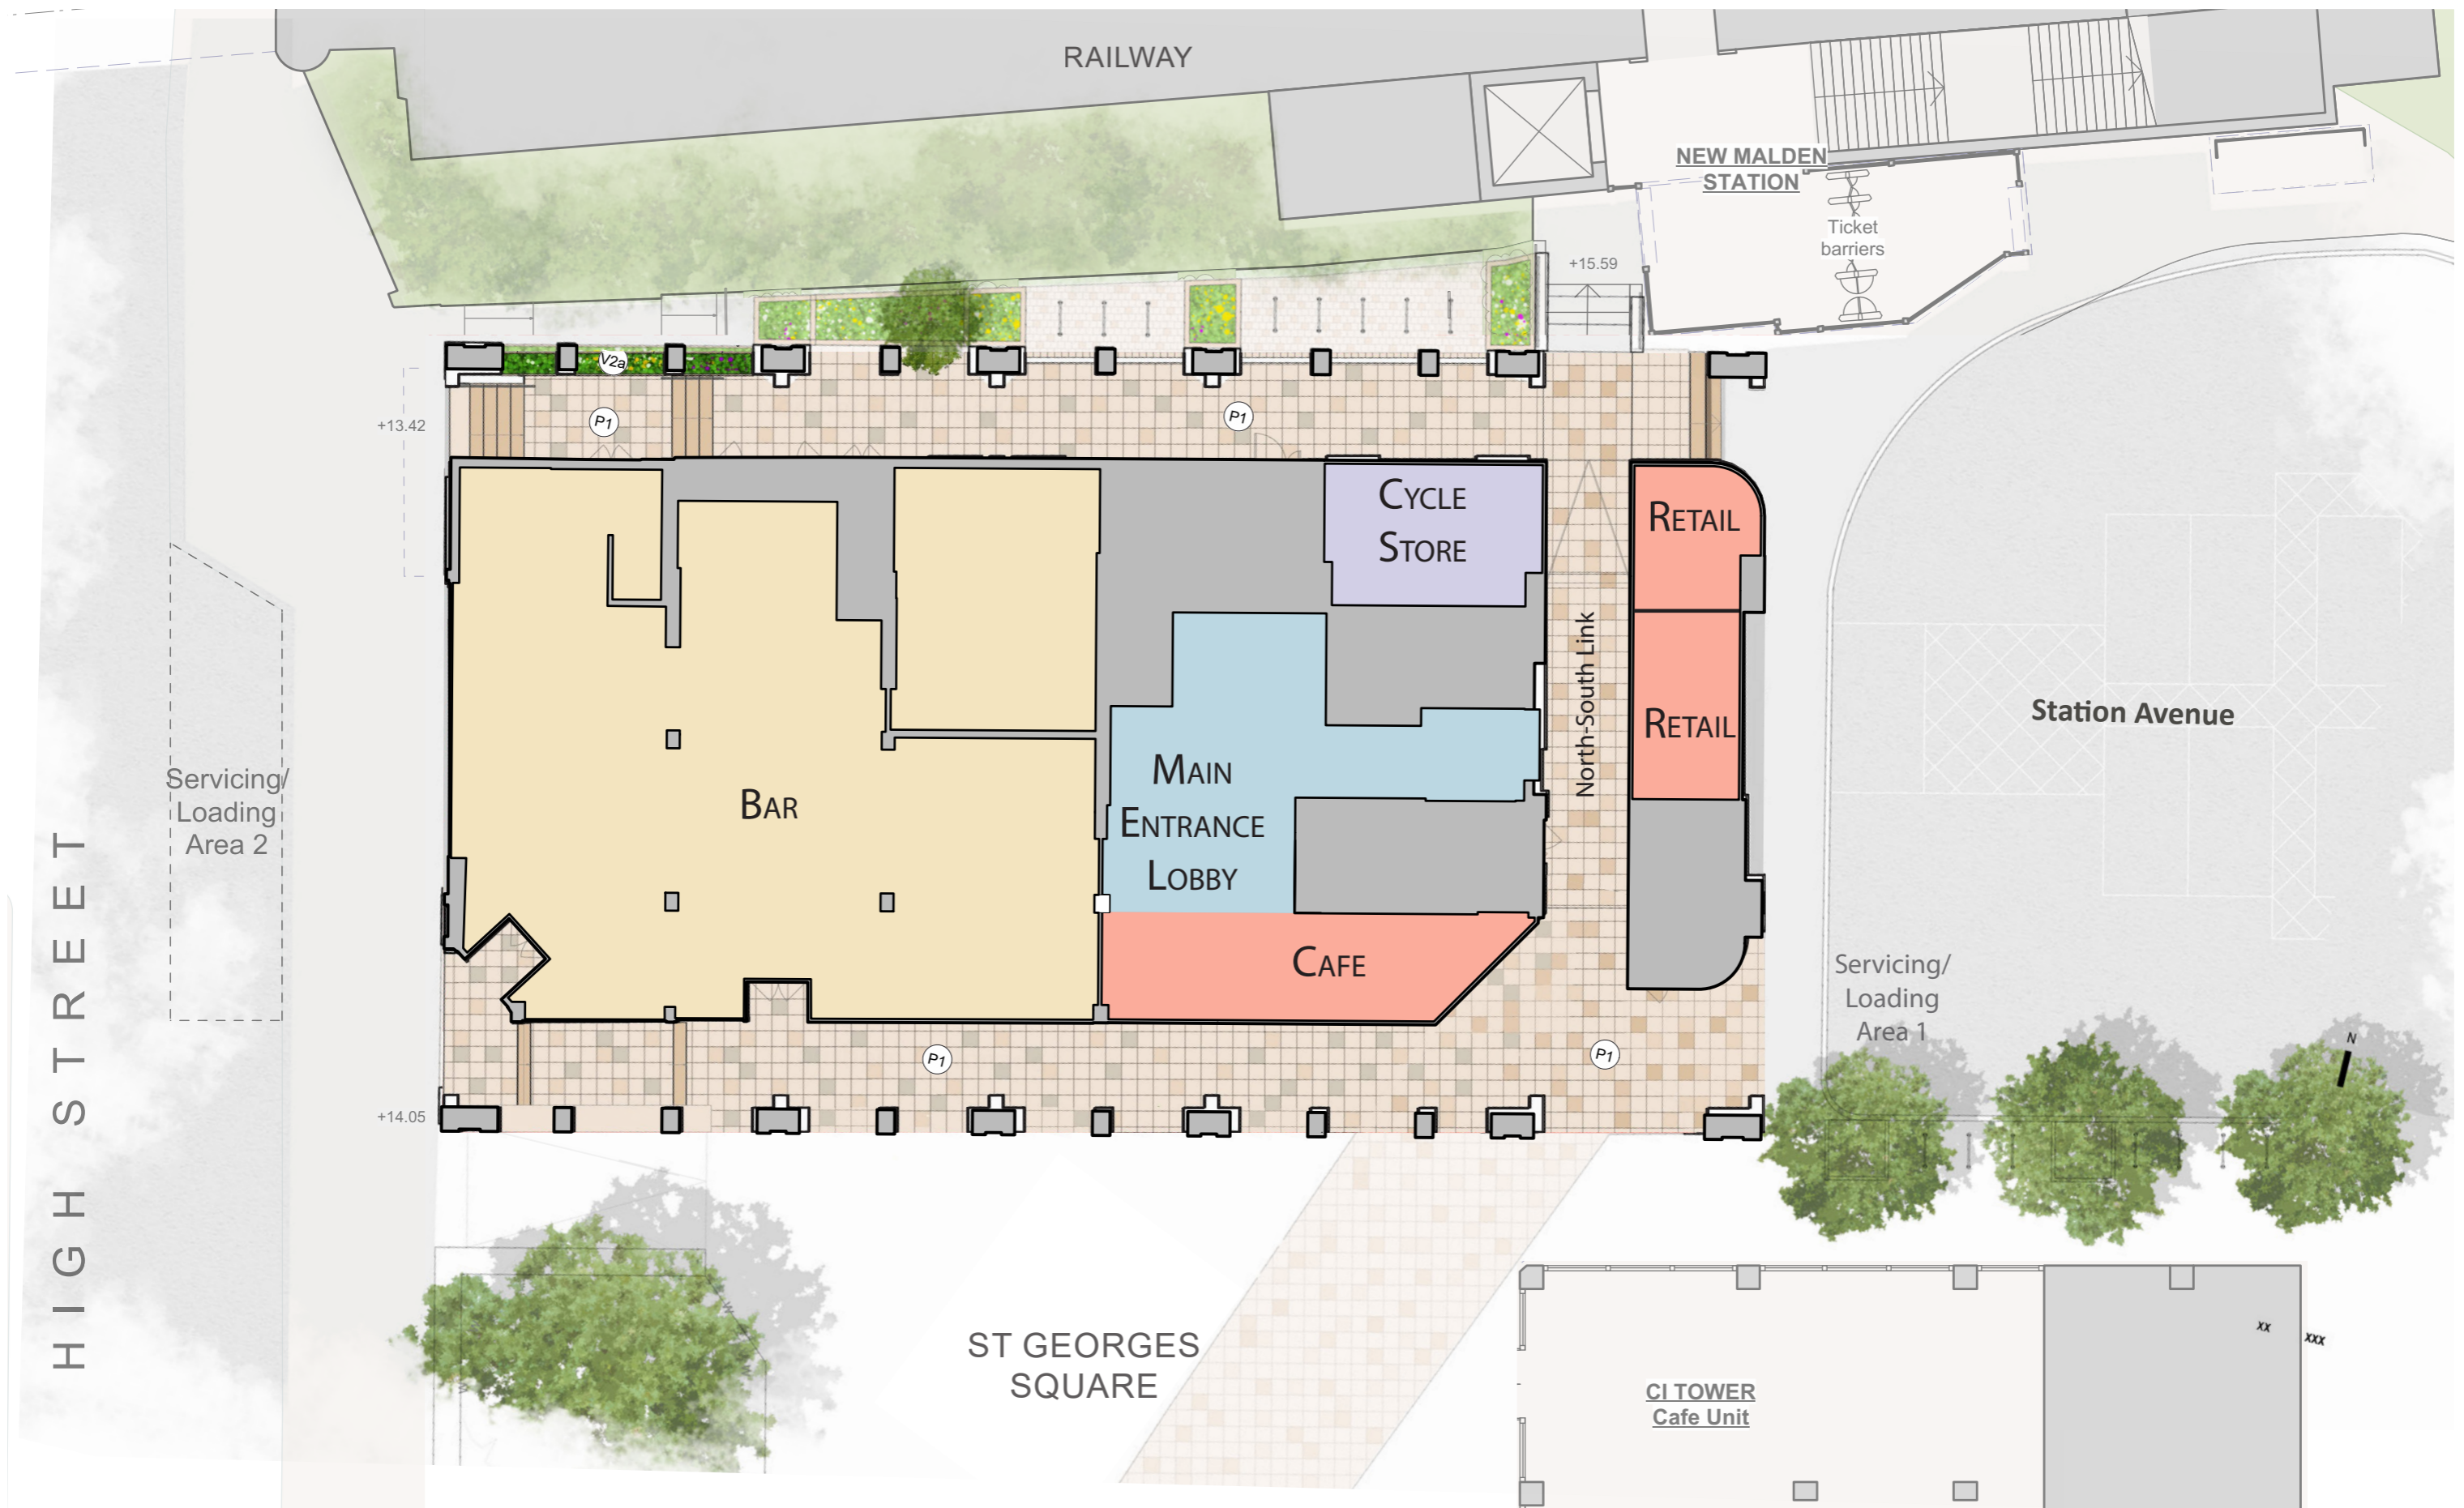 RAILWAY
NEW MALDEN
STATION
Ticket
barriers
+15.59
V2a
+13.42
P1
P1
CYCLE
STORE
RETAIL
RETAIL
North-South Link
Station Avenue
Servicing/
Loading
Area 2
BAR
MAIN
ENTRANCE
LOBBY
CAFE
HIGH STREET
Servicing/
Loading
Area 1
N
P1
P1
+14.05
ST GEORGES
SQUARE
CI TOWER
Cafe Unit
XX
XXX